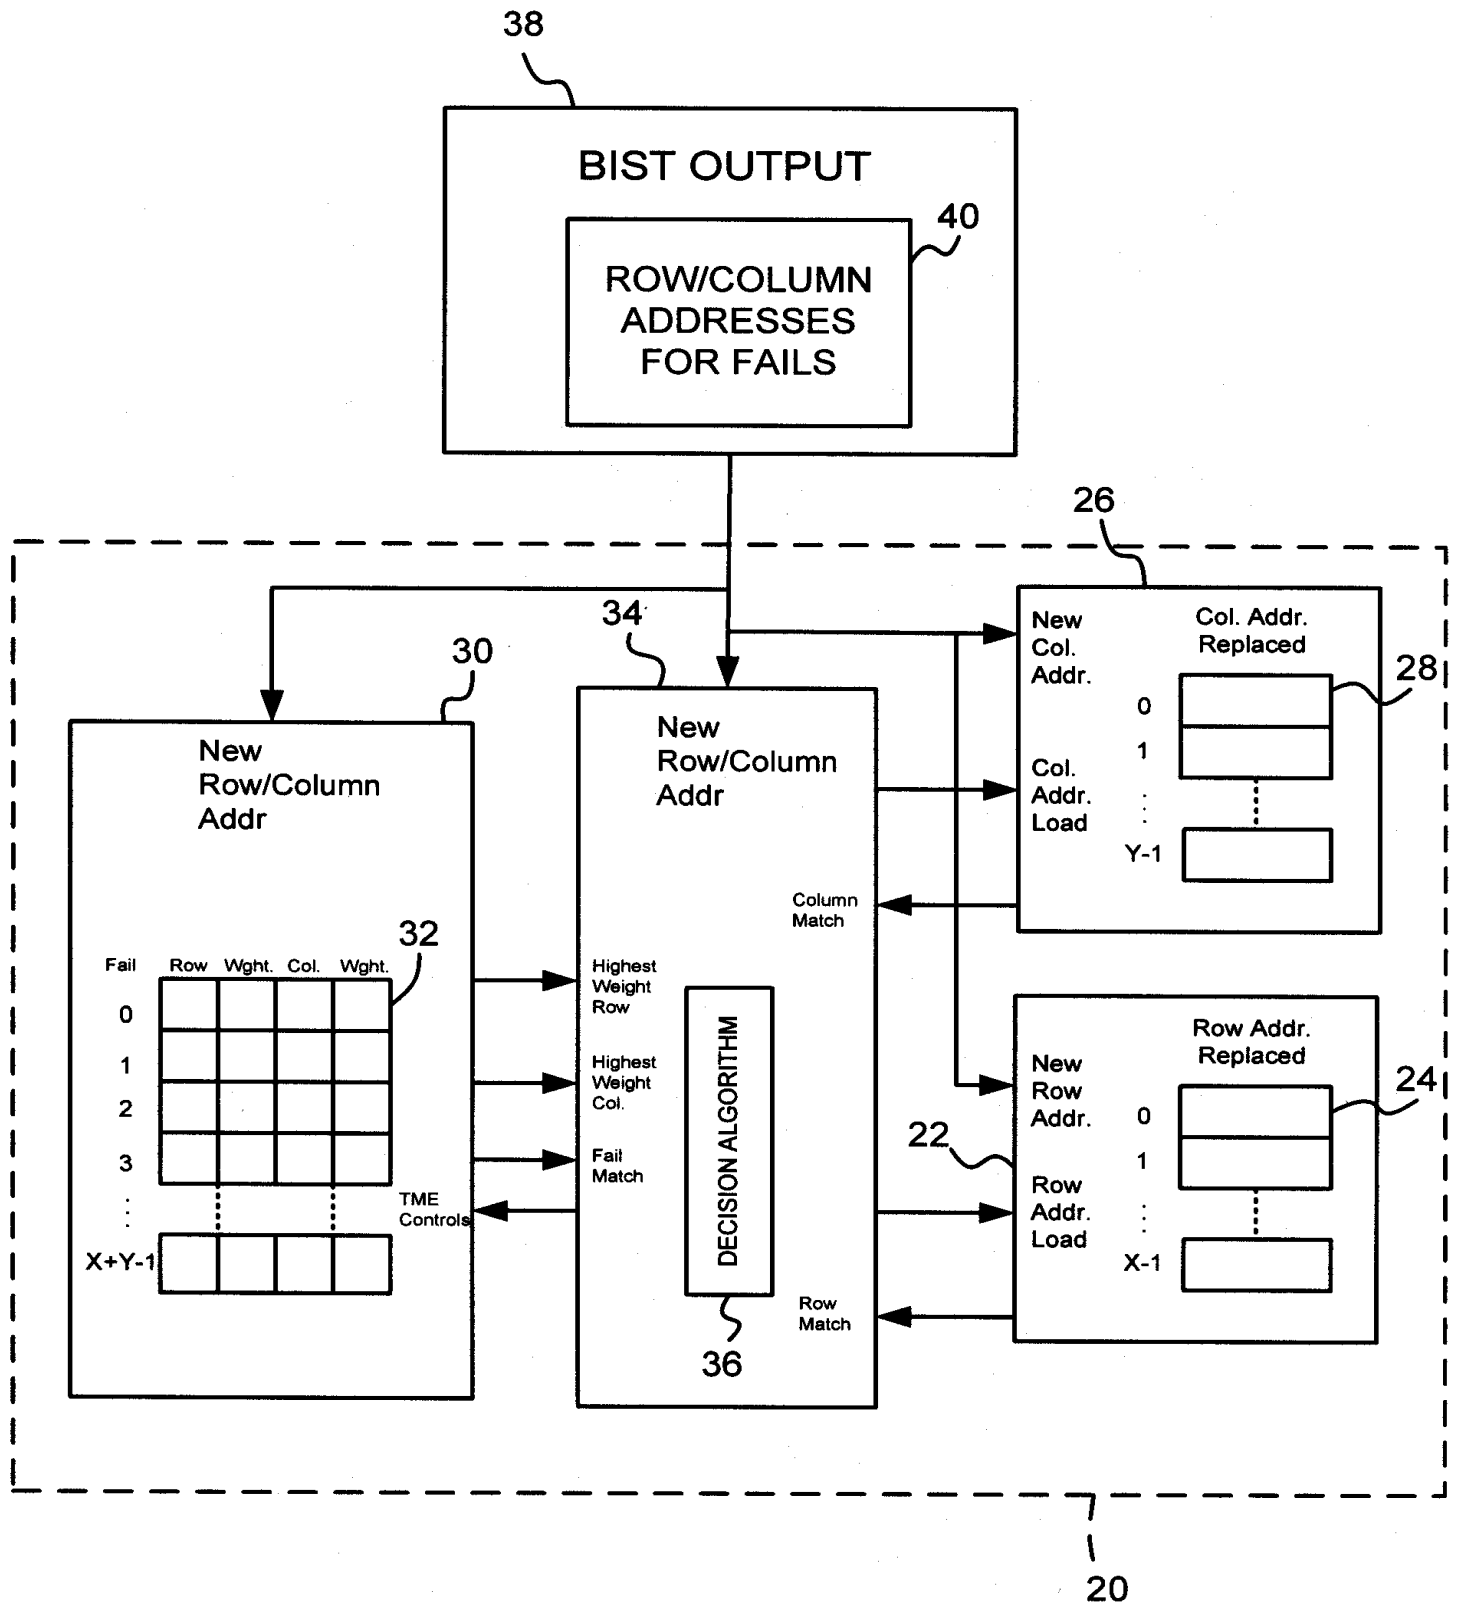 38
BIST OUTPUT
40
ROW/COLUMN
ADDRESSES
FOR FAILS
26
34
30
New
Row/Column
Addr
Fail
Row
Wght.
Col.
Wght.
32
0
1
2
3
X+Y-1
TME
Controls
New
Row/Column
Addr
Column
Match
Highest
Weight
Row
Highest
Weight
Col.
Fail
Match
DECISION ALGORITHM
Row
Match
36
New
Col.
Addr.
Col. Addr.
Replaced
28
0
1
Col.
Addr.
Load
Y-1
Row Addr.
Replaced
New
Row
Addr.
24
0
1
22
Row
Addr.
Load
X-1
20